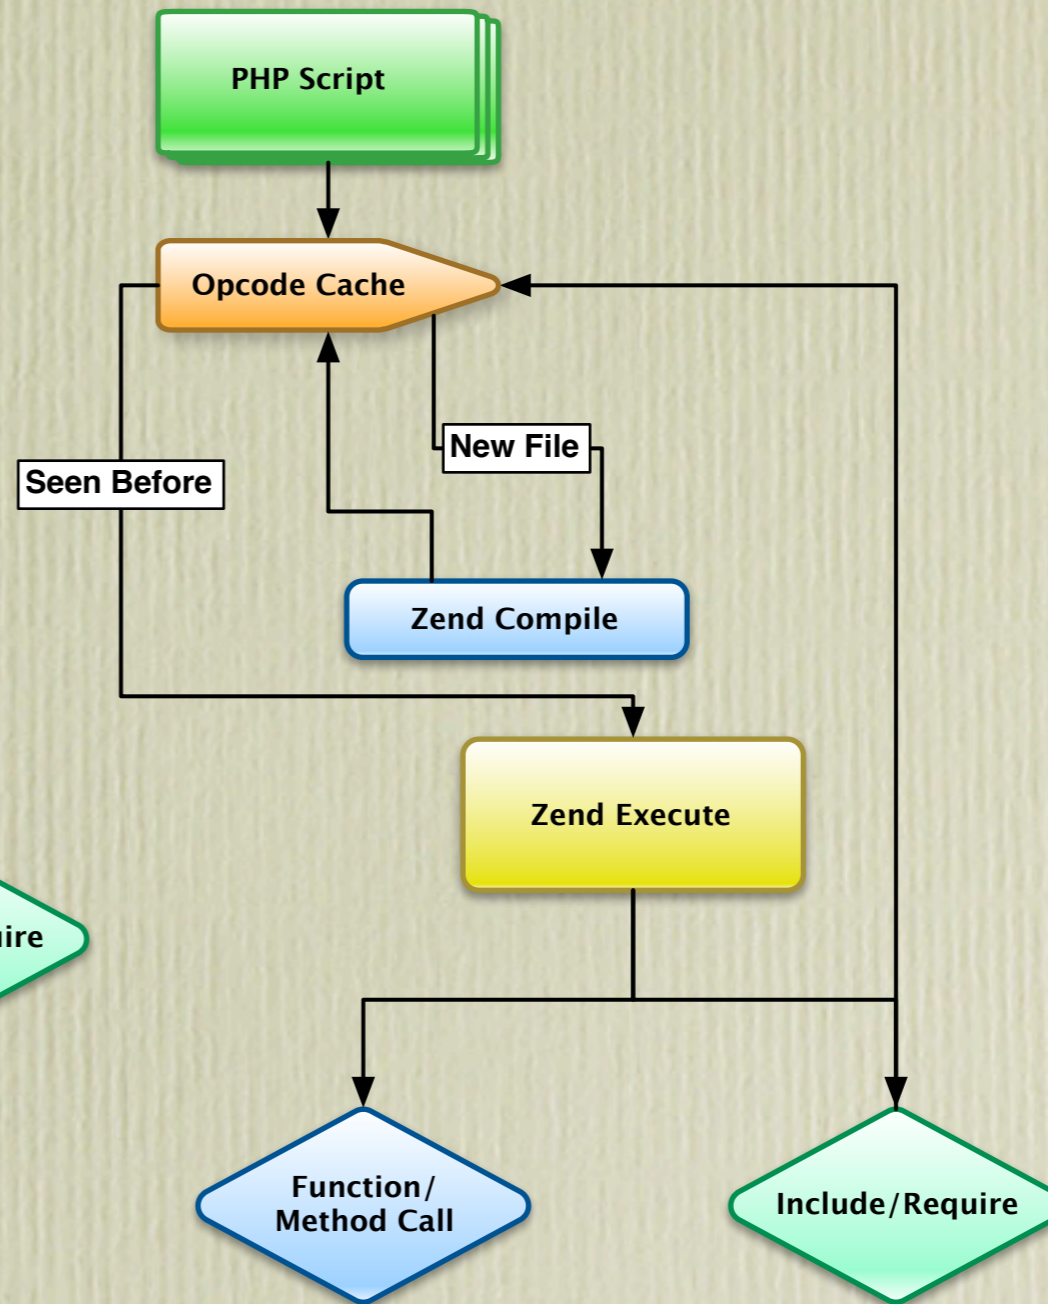 PHP Script
Opcode Cache
New File
Seen Before
Zend Compile
Zend Execute
Function/
Method Call
Include/Require